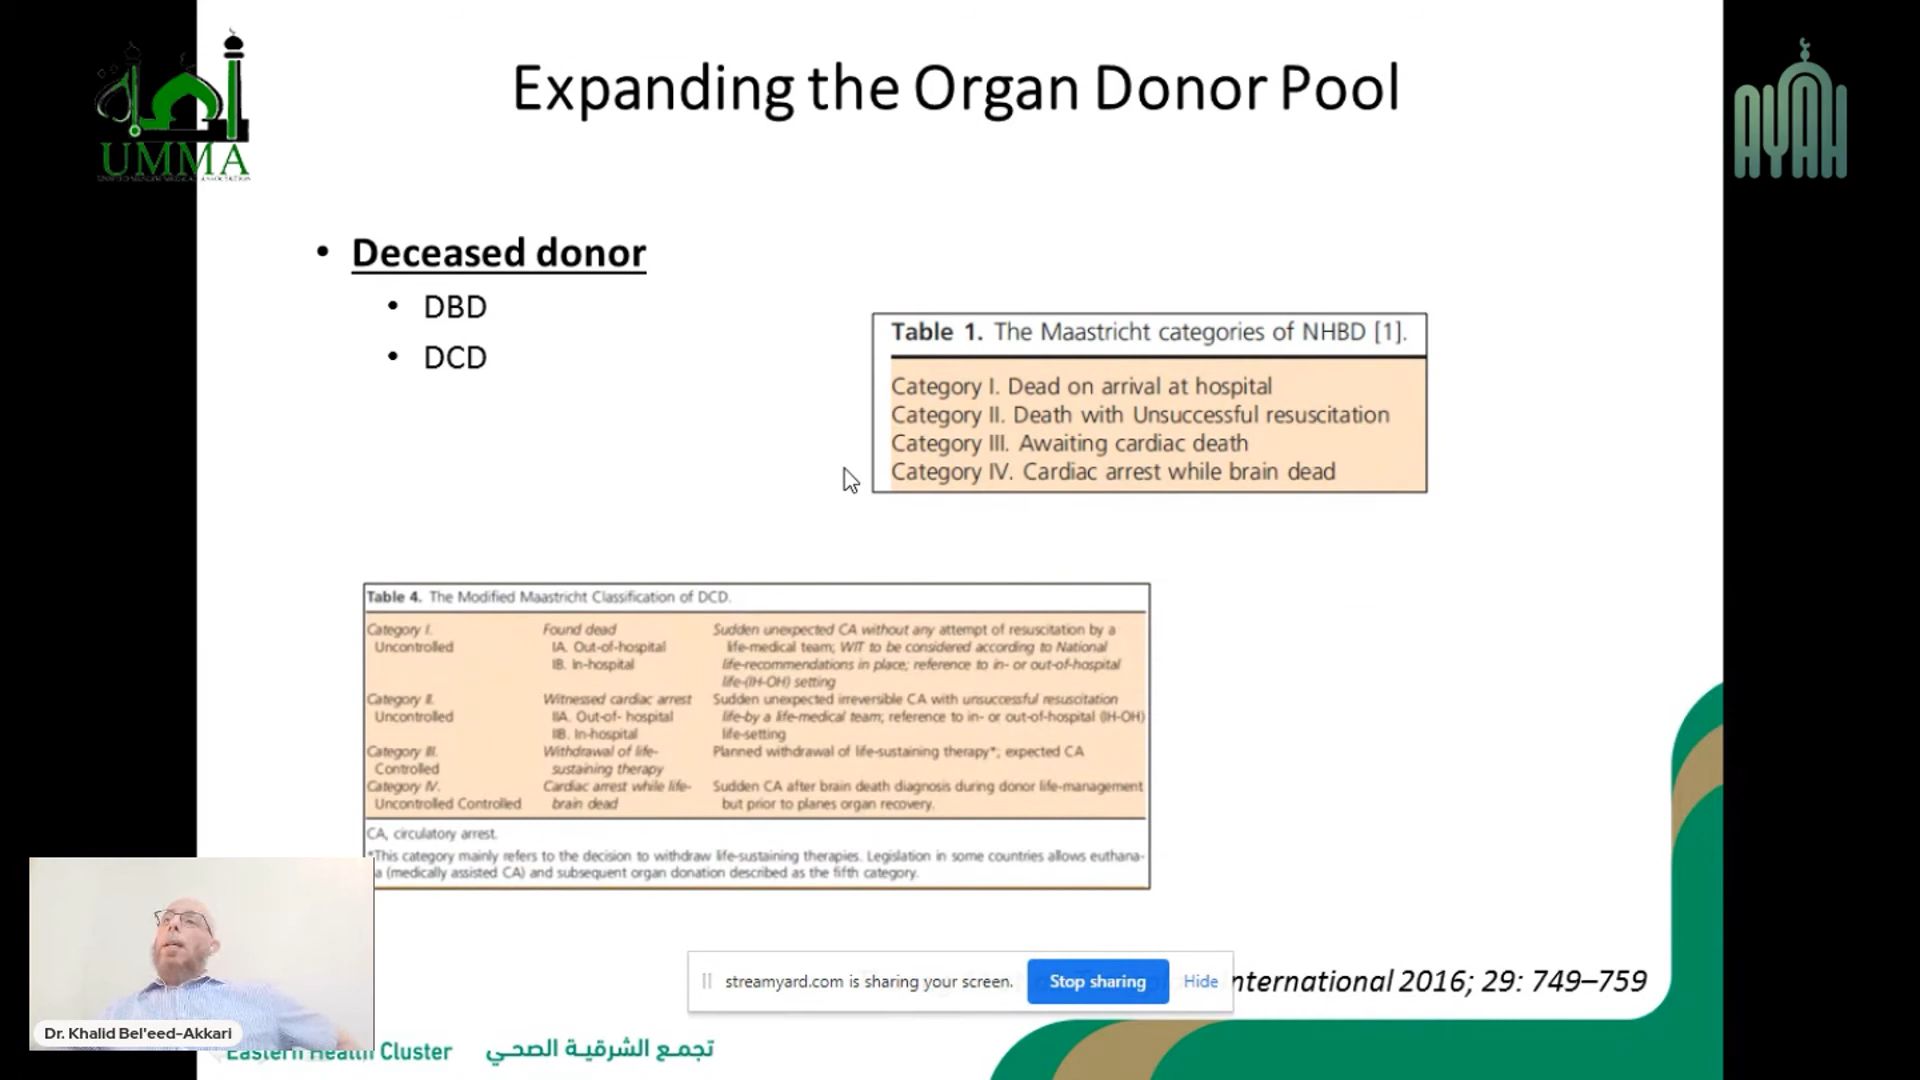 Expanding the Organ Donor Pool
UMMA
AYAH
• Deceased donor
• DBD
• DCD
Table 1. The Maastricht categories of NHBD [1].
Category I. Dead on arrival at hospital
Category II. Death with Unsuccessful resuscitation
Category III. Awaiting cardiac death
Category IV. Cardiac arrest while brain dead
Table 4. The Modified Maastricht Classification of DCD.
Category I. Found dead Sudden unexpected CA without any attempt of resuscitation by a
Uncontrolled IA. Out-of-hospital life-medical team; WIT to be considered according to National
IB. In-hospital life-recommendations in place; reference to in- or out-of-hospital
life-(IH-OH) setting
Category II. Witnessed cardiac arrest Sudden unexpected irreversible CA with unsuccessful resuscitation
Uncontrolled IIA. Out-of- hospital life-by a life-medical team; reference to in- or out-of-hospital (IH-OH)
IIB. In-hospital life-setting
Category III. Withdrawal of life- Planned withdrawal of life-sustaining therapy*; expected CA
Controlled sustaining therapy
Category IV. Cardiac arrest while life- Sudden CA after brain death diagnosis during donor life-management
Uncontrolled Controlled brain dead but prior to planes organ recovery.
CA, circulatory arrest.
*This category mainly refers to the decision to withdraw life-sustaining therapies. Legislation in some countries allows euthana-
a (medically assisted CA) and subsequent organ donation described as the fifth category.
streamyard.com is sharing your screen. Stop sharing Hide
nternational 2016; 29: 749–759
Dr. Khalid Bel'eed-Akkari
Eastern Health Cluster تجمع الشرقية الصحي